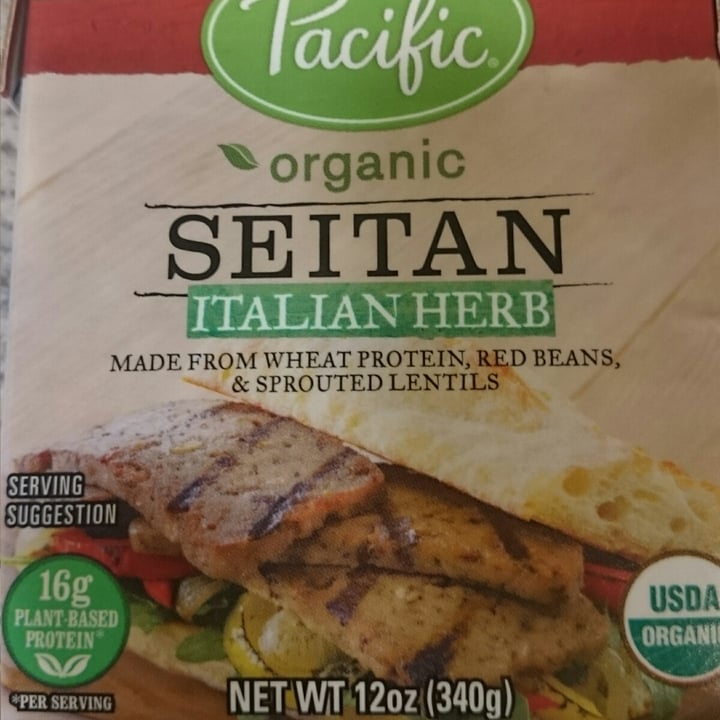 Pacific®
organic
SEITAN
ITALIAN HERB
MADE FROM WHEAT PROTEIN, RED BEANS,
& SPROUTED LENTILS
SERVING
SUGGESTION
16g
PLANT-BASED
PROTEIN*
*PER SERVING
NET WT 12oz (340g)
USDA
ORGANIC